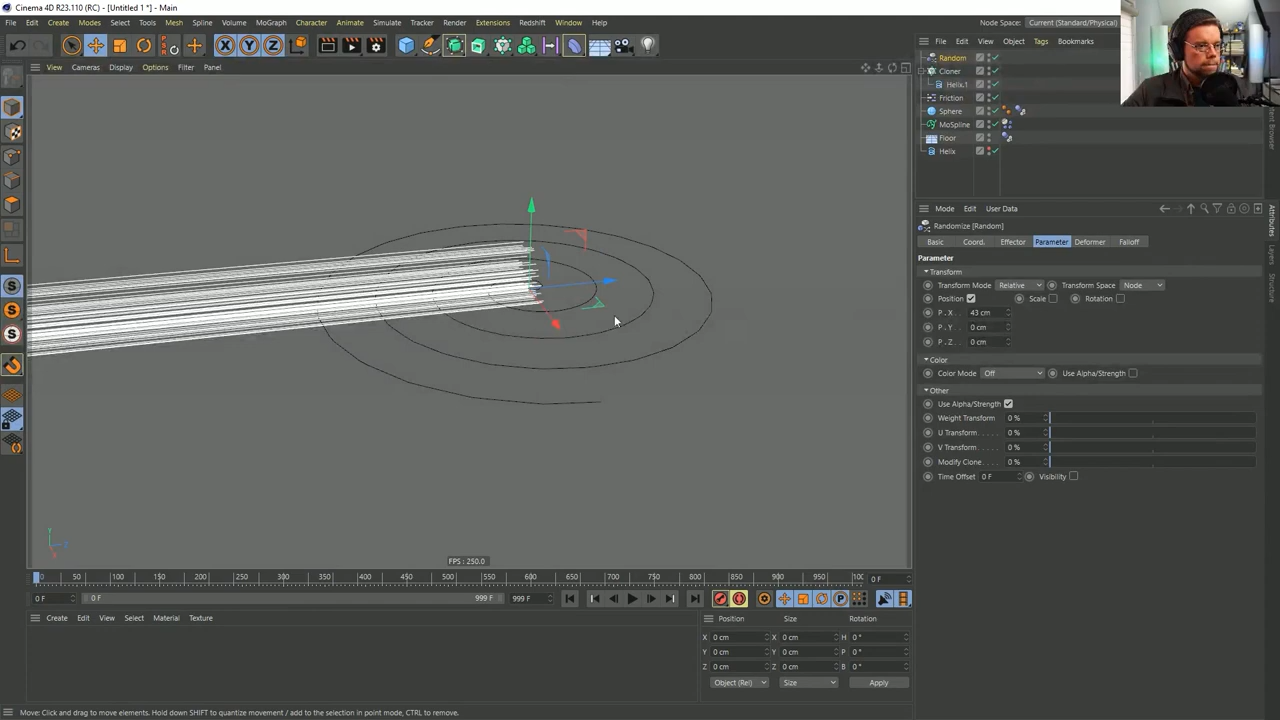 Cinema 4D R23.110 (RC) - [Untitled 1 *] - Main
File Edit Create Modes Select Tools Mesh Spline Volume MoGraph Character Animate Simulate Tracker Render Extensions Redshift Window Help
Node Space: Current (Standard/Physical)
X Y Z
File Edit View Object Tags Bookmarks
View Cameras Display Options Filter Panel
Random
Cloner
Helix.1
Friction
Sphere
MoSpline
Floor
Helix
Content Browser
Mode Edit User Data
Randomize [Random]
Basic Coord. Effector Parameter Deformer Falloff
Parameter
Transform
Transform Mode Relative Transform Space Node
Position Scale Rotation
P . X 43 cm
P . Y 0 cm
P . Z 0 cm
Color
Color Mode Off Use Alpha/Strength
Other
Use Alpha/Strength
Weight Transform 0 %
U Transform. . . . . 0 %
V Transform. . . . . 0 %
Modify Clone. . . . 0 %
Time Offset 0 F Visibility
Attributes
Layers
Structure
FPS : 250.0
0 50 100 150 200 250 300 350 400 450 500 550 600 650 700 750 800 850 900 950 100 0 F
0 F 0 F 999 F 999 F
Create Edit View Select Material Texture
Position Size Rotation
X 0 cm X 0 cm H 0 °
Y 0 cm Y 0 cm P 0 °
Z 0 cm Z 0 cm B 0 °
Object (Rel) Size Apply
Move: Click and drag to move elements. Hold down SHIFT to quantize movement / add to the selection in point mode, CTRL to remove.